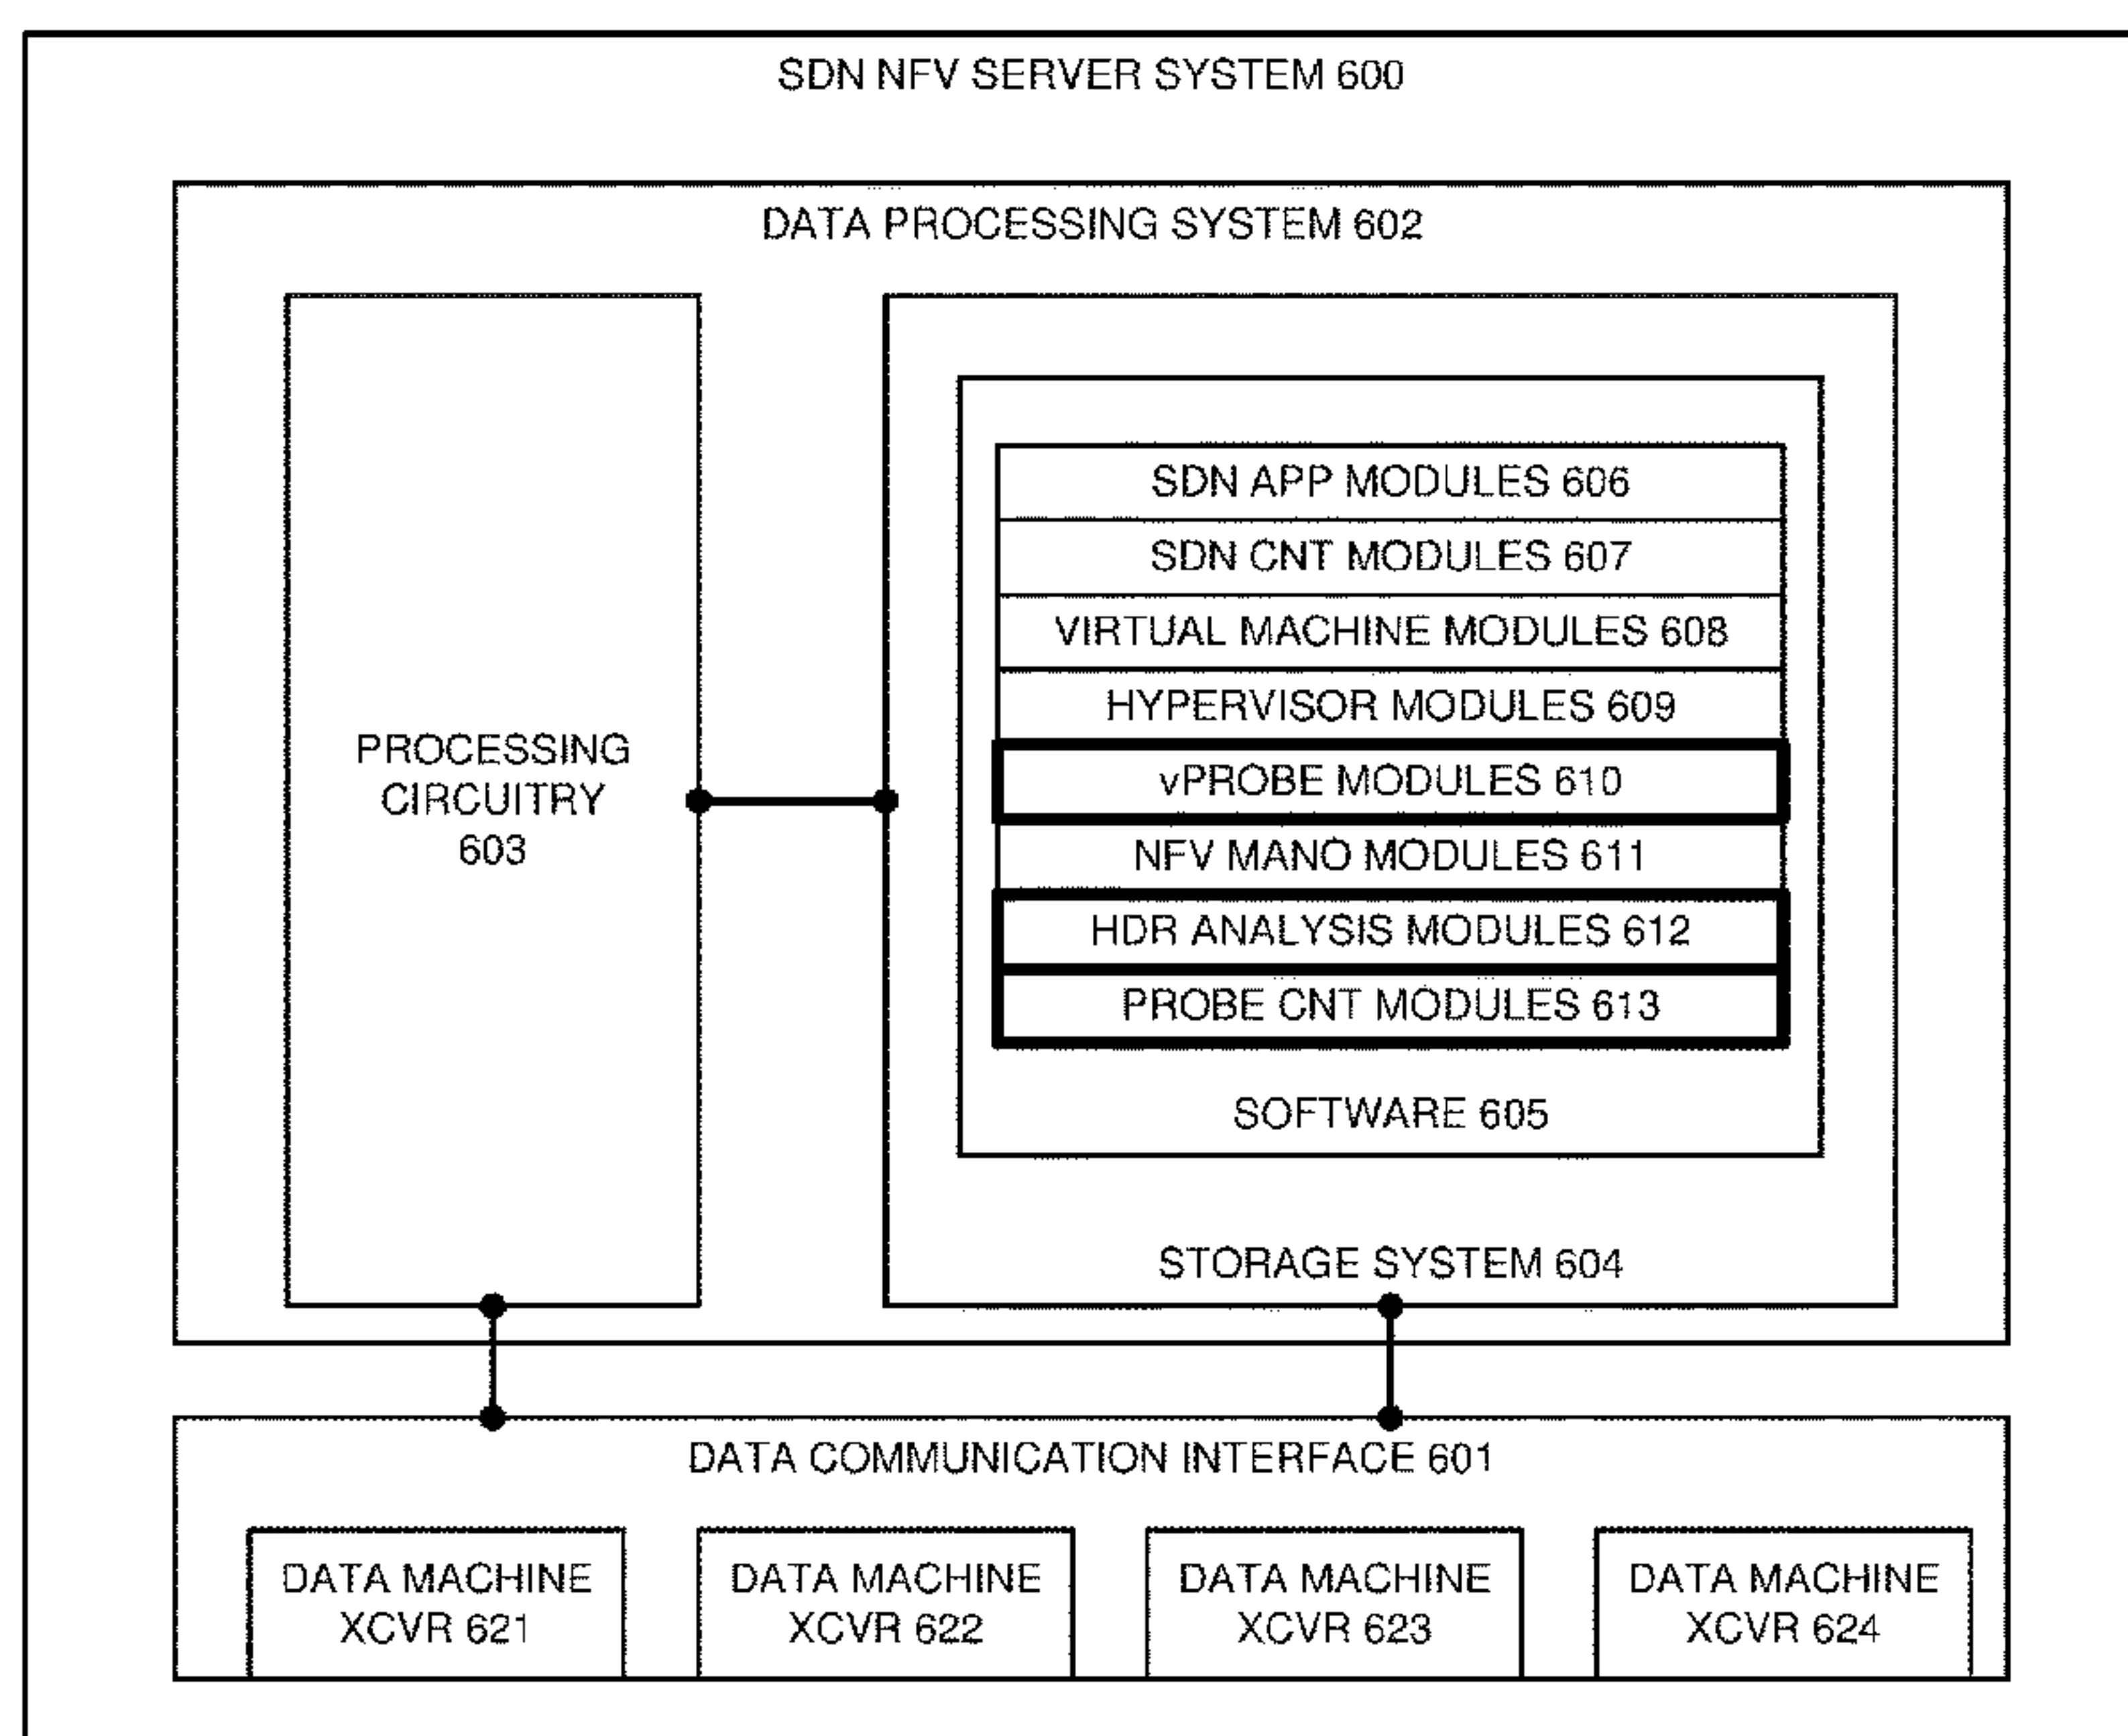 SDN NFV SERVER SYSTEM 600
DATA PROCESSING SYSTEM 602
PROCESSING
CIRCUITRY
603
SDN APP MODULES 606
SDN CNT MODULES 607
VIRTUAL MACHINE MODULES 608
HYPERVISOR MODULES 609
vPROBE MODULES 610
NFV MANO MODULES 611
HDR ANALYSIS MODULES 612
PROBE CNT MODULES 613
SOFTWARE 605
STORAGE SYSTEM 604
DATA COMMUNICATION INTERFACE 601
DATA MACHINE
XCVR 621
DATA MACHINE
XCVR 622
DATA MACHINE
XCVR 623
DATA MACHINE
XCVR 624